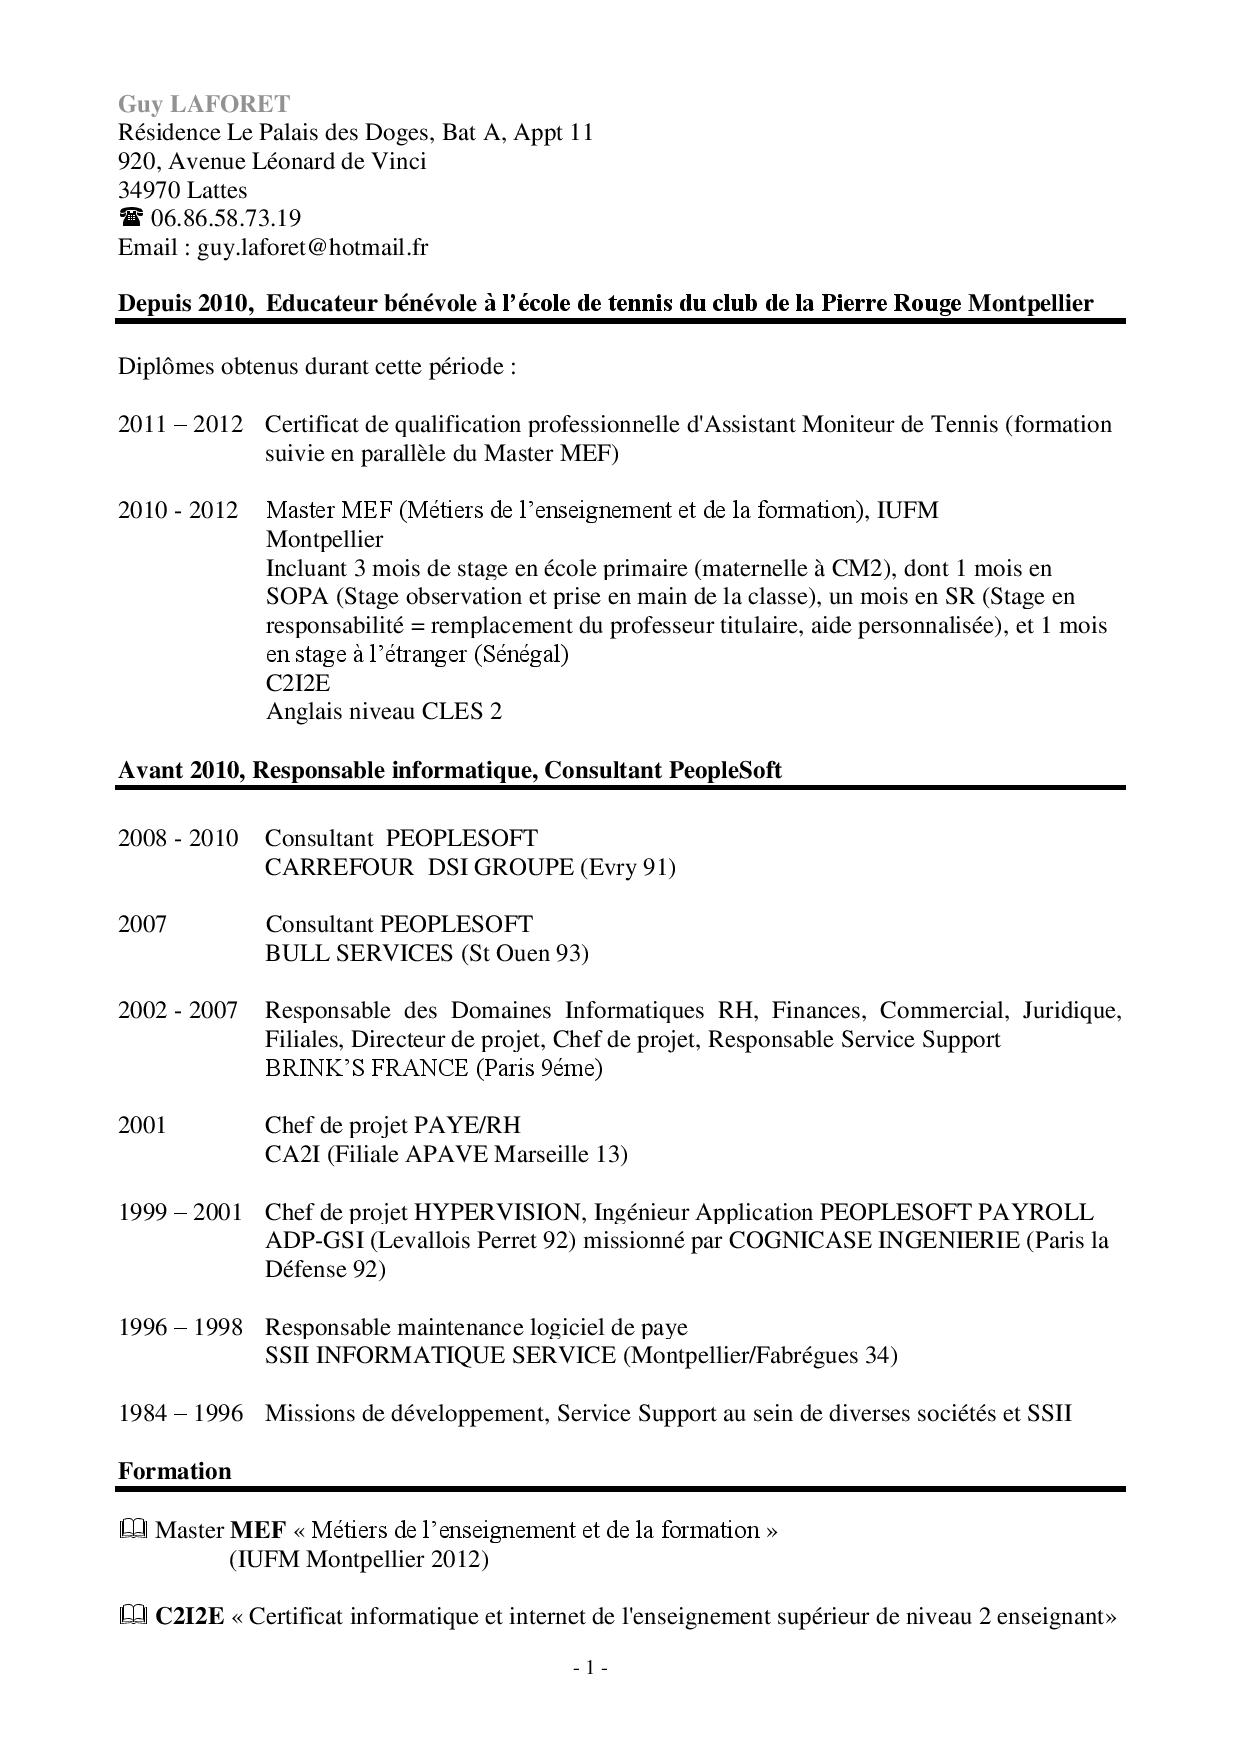 Guy LAFORET
Résidence Le Palais des Doges, Bat A, Appt 11
920, Avenue Léonard de Vinci
34970 Lattes
☎ 06.86.58.73.19
Email : guy.laforet@hotmail.fr
Depuis 2010, Educateur bénévole à l’école de tennis du club de la Pierre Rouge Montpellier
Diplômes obtenus durant cette période :
2011 – 2012 Certificat de qualification professionnelle d'Assistant Moniteur de Tennis (formation
suivie en parallèle du Master MEF)
2010 - 2012 Master MEF (Métiers de l’enseignement et de la formation), IUFM
Montpellier
Incluant 3 mois de stage en école primaire (maternelle à CM2), dont 1 mois en
SOPA (Stage observation et prise en main de la classe), un mois en SR (Stage en
responsabilité = remplacement du professeur titulaire, aide personnalisée), et 1 mois
en stage à l’étranger (Sénégal)
C2I2E
Anglais niveau CLES 2
Avant 2010, Responsable informatique, Consultant PeopleSoft
2008 - 2010 Consultant PEOPLESOFT
CARREFOUR DSI GROUPE (Evry 91)
2007 Consultant PEOPLESOFT
BULL SERVICES (St Ouen 93)
2002 - 2007 Responsable des Domaines Informatiques RH, Finances, Commercial, Juridique,
Filiales, Directeur de projet, Chef de projet, Responsable Service Support
BRINK’S FRANCE (Paris 9éme)
2001 Chef de projet PAYE/RH
CA2I (Filiale APAVE Marseille 13)
1999 – 2001 Chef de projet HYPERVISION, Ingénieur Application PEOPLESOFT PAYROLL
ADP-GSI (Levallois Perret 92) missionné par COGNICASE INGENIERIE (Paris la
Défense 92)
1996 – 1998 Responsable maintenance logiciel de paye
SSII INFORMATIQUE SERVICE (Montpellier/Fabrégues 34)
1984 – 1996 Missions de développement, Service Support au sein de diverses sociétés et SSII
Formation
Master MEF « Métiers de l’enseignement et de la formation »
(IUFM Montpellier 2012)
C2I2E « Certificat informatique et internet de l'enseignement supérieur de niveau 2 enseignant»
- 1 -